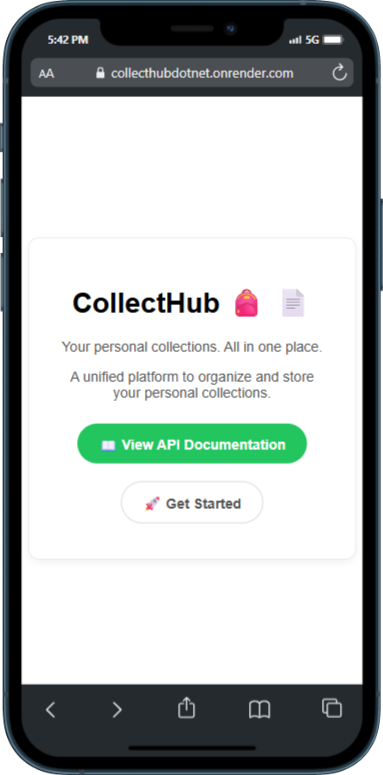 5:42 PM
5G
AA
collecthubdotnet.onrender.com
CollectHub
Your personal collections. All in one place.
A unified platform to organize and store
your personal collections.
View API Documentation
Get Started